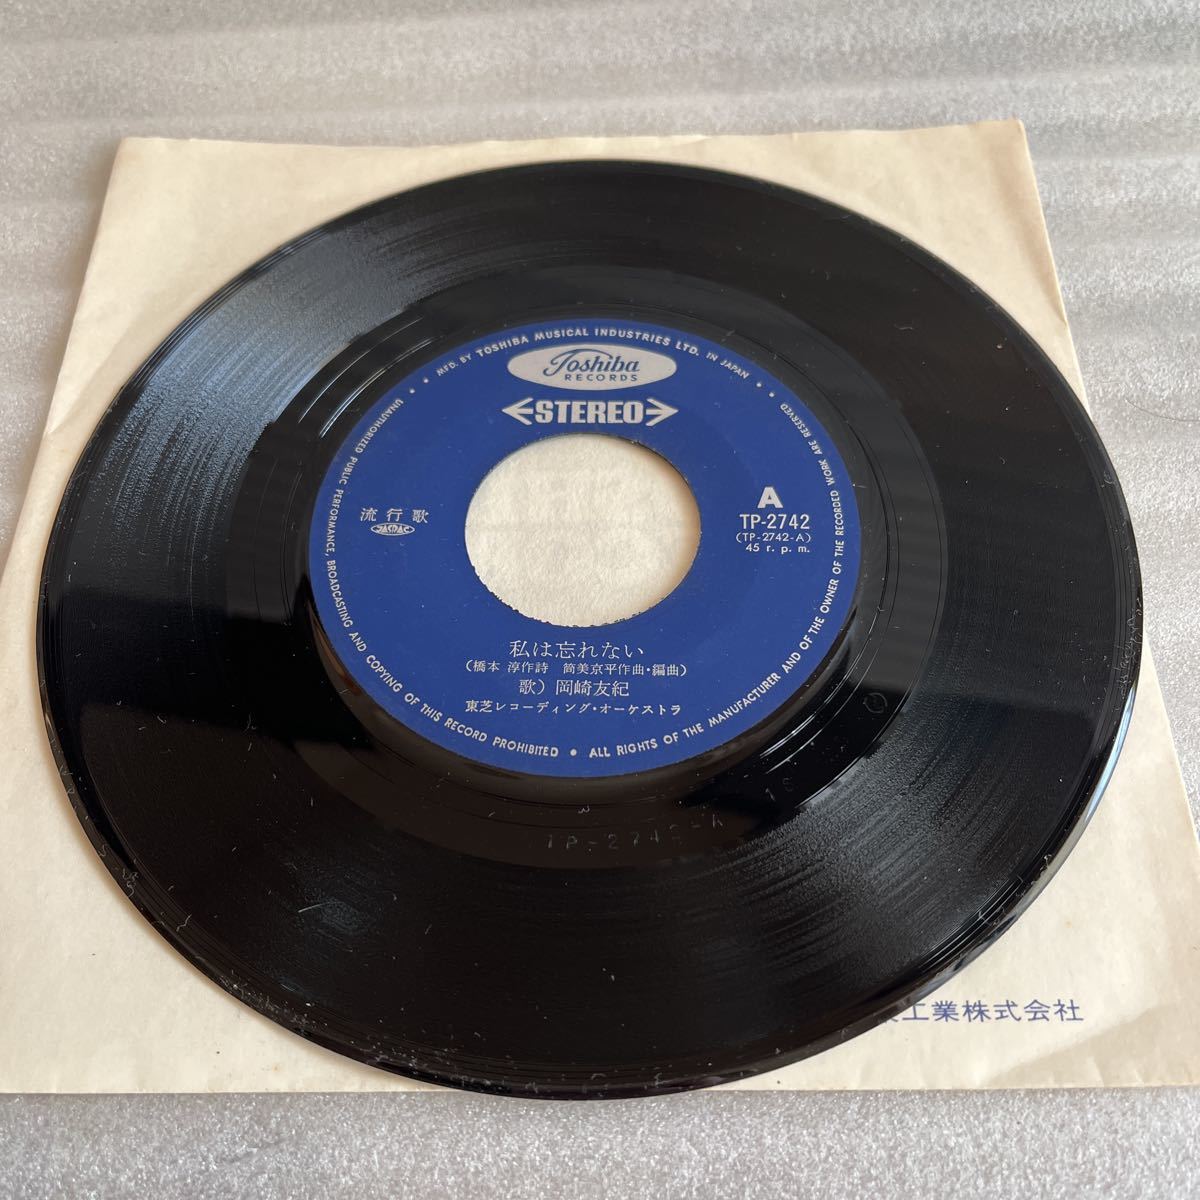 MFD. BY TOSHIBA MUSICAL INDUSTRIES LTD. IN JAPAN
Toshiba
RECORDS
STEREO
流行歌
JASRAC
A
TP-2742
(TP-2742-A)
45 r. p. m.
私は忘れない
(橋本 淳作詩 筒美京平作曲・編曲)
歌) 岡崎友紀
東芝レコーディング・オーケストラ
UNAUTHORIZED PUBLIC PERFORMANCE, BROADCASTING AND COPYING OF THIS RECORD PROHIBITED • ALL RIGHTS OF THE MANUFACTURER AND OF THE OWNER OF THE RECORDED WORK ARE RESERVED
TP-2742-A
工業株式会社